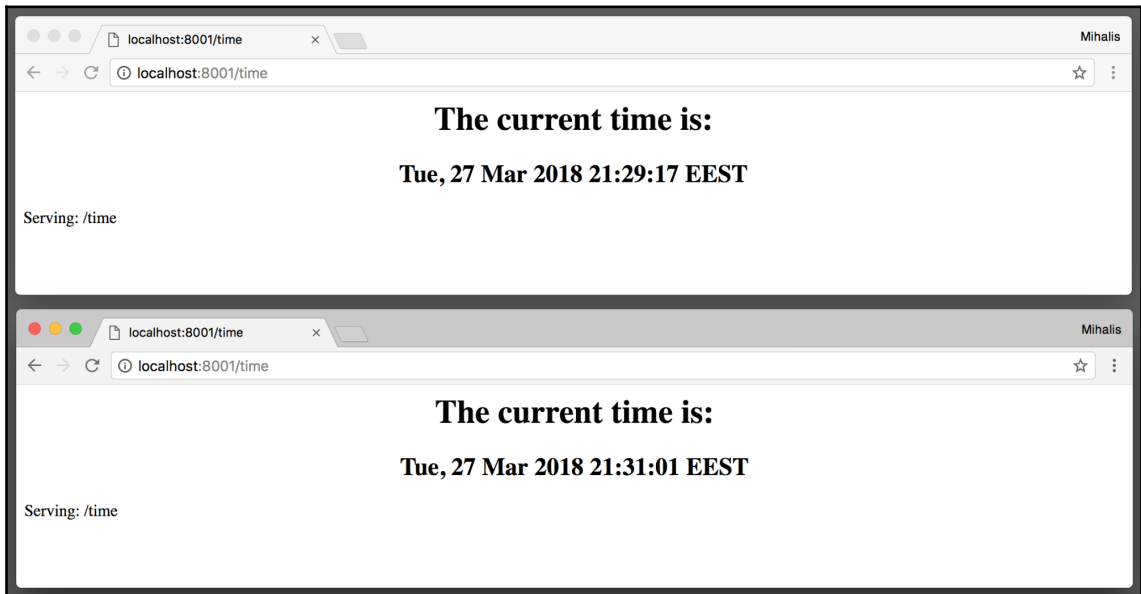 localhost:8001/time
Mihalis
localhost:8001/time
The current time is:
Tue, 27 Mar 2018 21:29:17 EEST
Serving: /time
localhost:8001/time
Mihalis
localhost:8001/time
The current time is:
Tue, 27 Mar 2018 21:31:01 EEST
Serving: /time